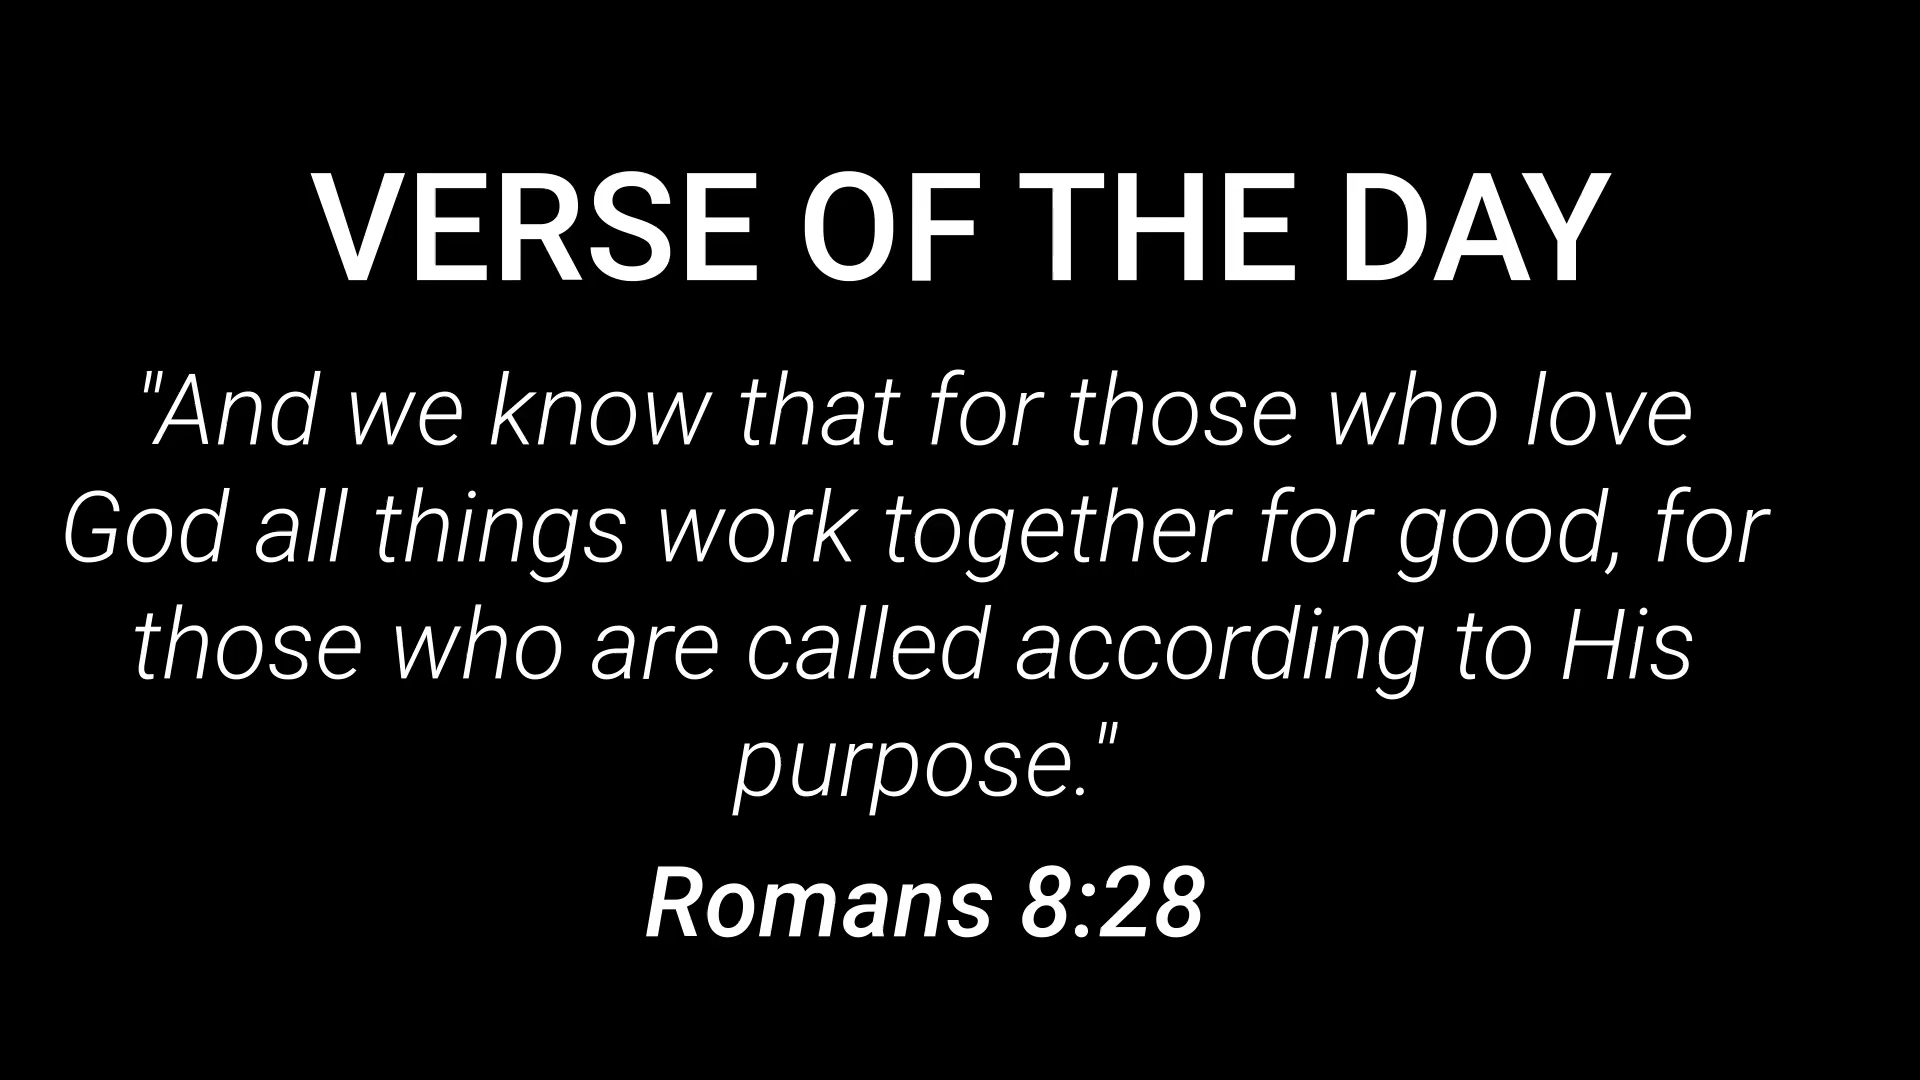 VERSE OF THE DAY
"And we know that for those who love
God all things work together for good, for
those who are called according to His
purpose."
Romans 8:28